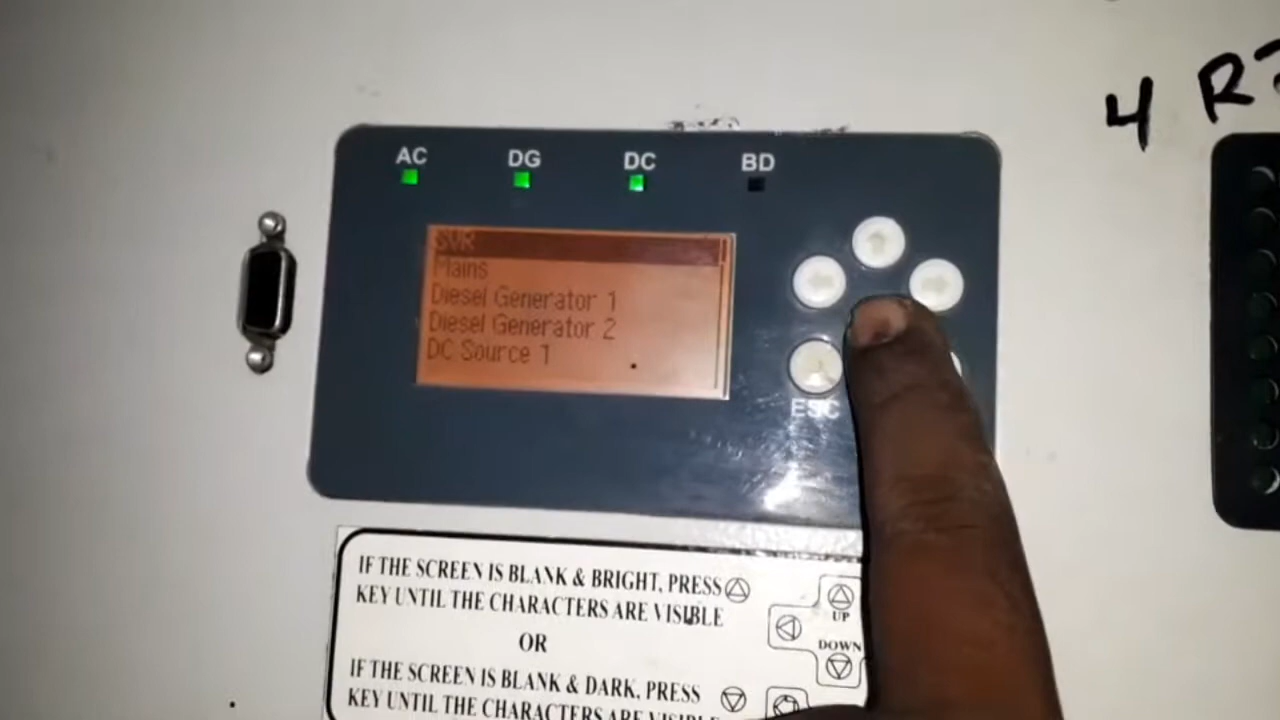 4 R
AC DG DC BD
SVR
Mains
Diesel Generator 1
Diesel Generator 2
DC Source 1
ESC
IF THE SCREEN IS BLANK & BRIGHT, PRESS
KEY UNTIL THE CHARACTERS ARE VISIBLE
OR
IF THE SCREEN IS BLANK & DARK, PRESS
KEY UNTIL THE CHARACTERS ARE VISIBLE
UP
DOWN